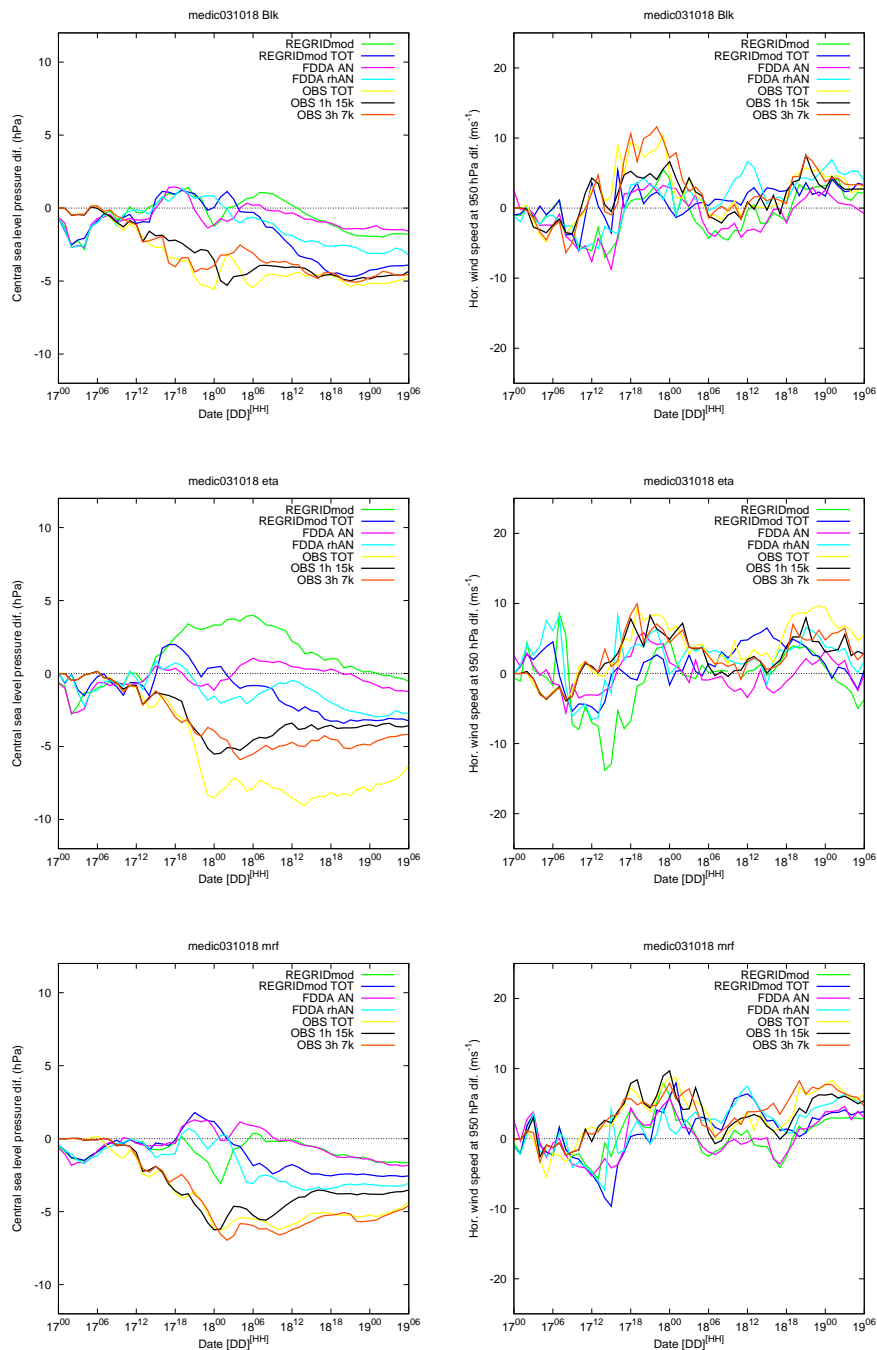 medic031018 Blk
REGRIDmod
REGRIDmod TOT
FDDA AN
FDDA rhAN
OBS TOT
OBS 1h 15k
OBS 3h 7k
Central sea level pressure dif. (hPa)
10
5
0
-5
-10
17^00 17^06 17^12 17^18 18^00 18^06 18^12 18^18 19^00 19^06
Date [DD]^[HH]
medic031018 Blk
REGRIDmod
REGRIDmod TOT
FDDA AN
FDDA rhAN
OBS TOT
OBS 1h 15k
OBS 3h 7k
Hor. wind speed at 950 hPa dif. (ms^-1)
20
10
0
-10
-20
17^00 17^06 17^12 17^18 18^00 18^06 18^12 18^18 19^00 19^06
Date [DD]^[HH]
medic031018 eta
REGRIDmod
REGRIDmod TOT
FDDA AN
FDDA rhAN
OBS TOT
OBS 1h 15k
OBS 3h 7k
Central sea level pressure dif. (hPa)
10
5
0
-5
-10
17^00 17^06 17^12 17^18 18^00 18^06 18^12 18^18 19^00 19^06
Date [DD]^[HH]
medic031018 eta
REGRIDmod
REGRIDmod TOT
FDDA AN
FDDA rhAN
OBS TOT
OBS 1h 15k
OBS 3h 7k
Hor. wind speed at 950 hPa dif. (ms^-1)
20
10
0
-10
-20
17^00 17^06 17^12 17^18 18^00 18^06 18^12 18^18 19^00 19^06
Date [DD]^[HH]
medic031018 mrf
REGRIDmod
REGRIDmod TOT
FDDA AN
FDDA rhAN
OBS TOT
OBS 1h 15k
OBS 3h 7k
Central sea level pressure dif. (hPa)
10
5
0
-5
-10
17^00 17^06 17^12 17^18 18^00 18^06 18^12 18^18 19^00 19^06
Date [DD]^[HH]
medic031018 mrf
REGRIDmod
REGRIDmod TOT
FDDA AN
FDDA rhAN
OBS TOT
OBS 1h 15k
OBS 3h 7k
Hor. wind speed at 950 hPa dif. (ms^-1)
20
10
0
-10
-20
17^00 17^06 17^12 17^18 18^00 18^06 18^12 18^18 19^00 19^06
Date [DD]^[HH]